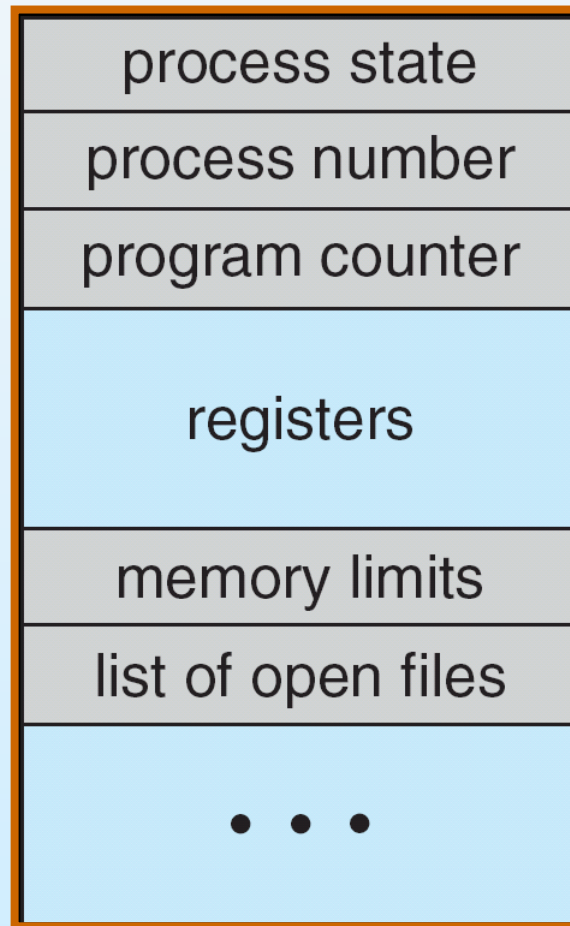 process state
process number
program counter
registers
memory limits
list of open files
• • •